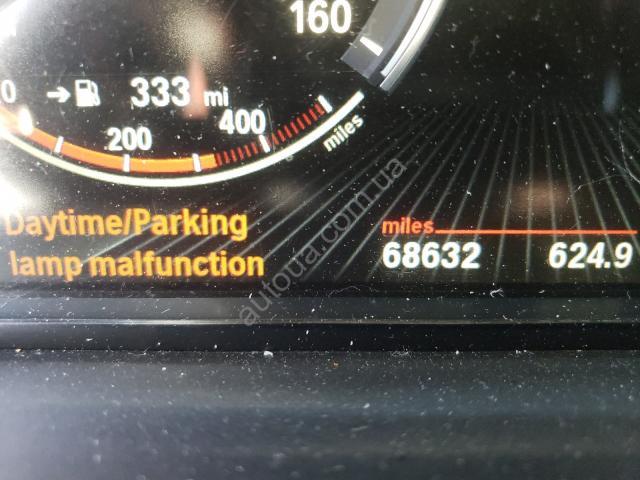 160
0 → 333 mi
200 400 miles
Daytime/Parking
lamp malfunction
miles
68632 624.9
autoua.com.ua